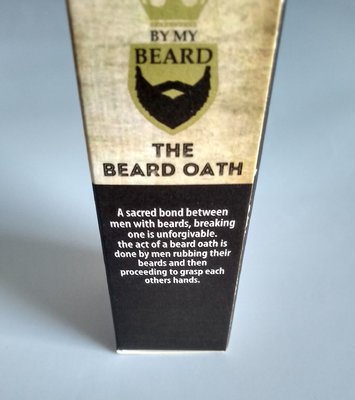 BY MY
BEARD
THE
BEARD OATH
A sacred bond between
men with beards, breaking
one is unforgivable.
the act of a beard oath is
done by men rubbing their
beards and then
proceeding to grasp each
others hands.